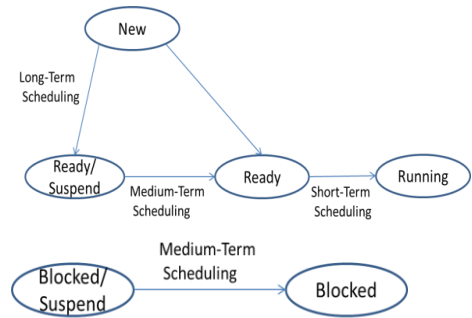 New
Long-Term
Scheduling
Ready/
Suspend
Medium-Term
Scheduling
Ready
Short-Term
Scheduling
Running
Medium-Term
Scheduling
Blocked/
Suspend
Blocked